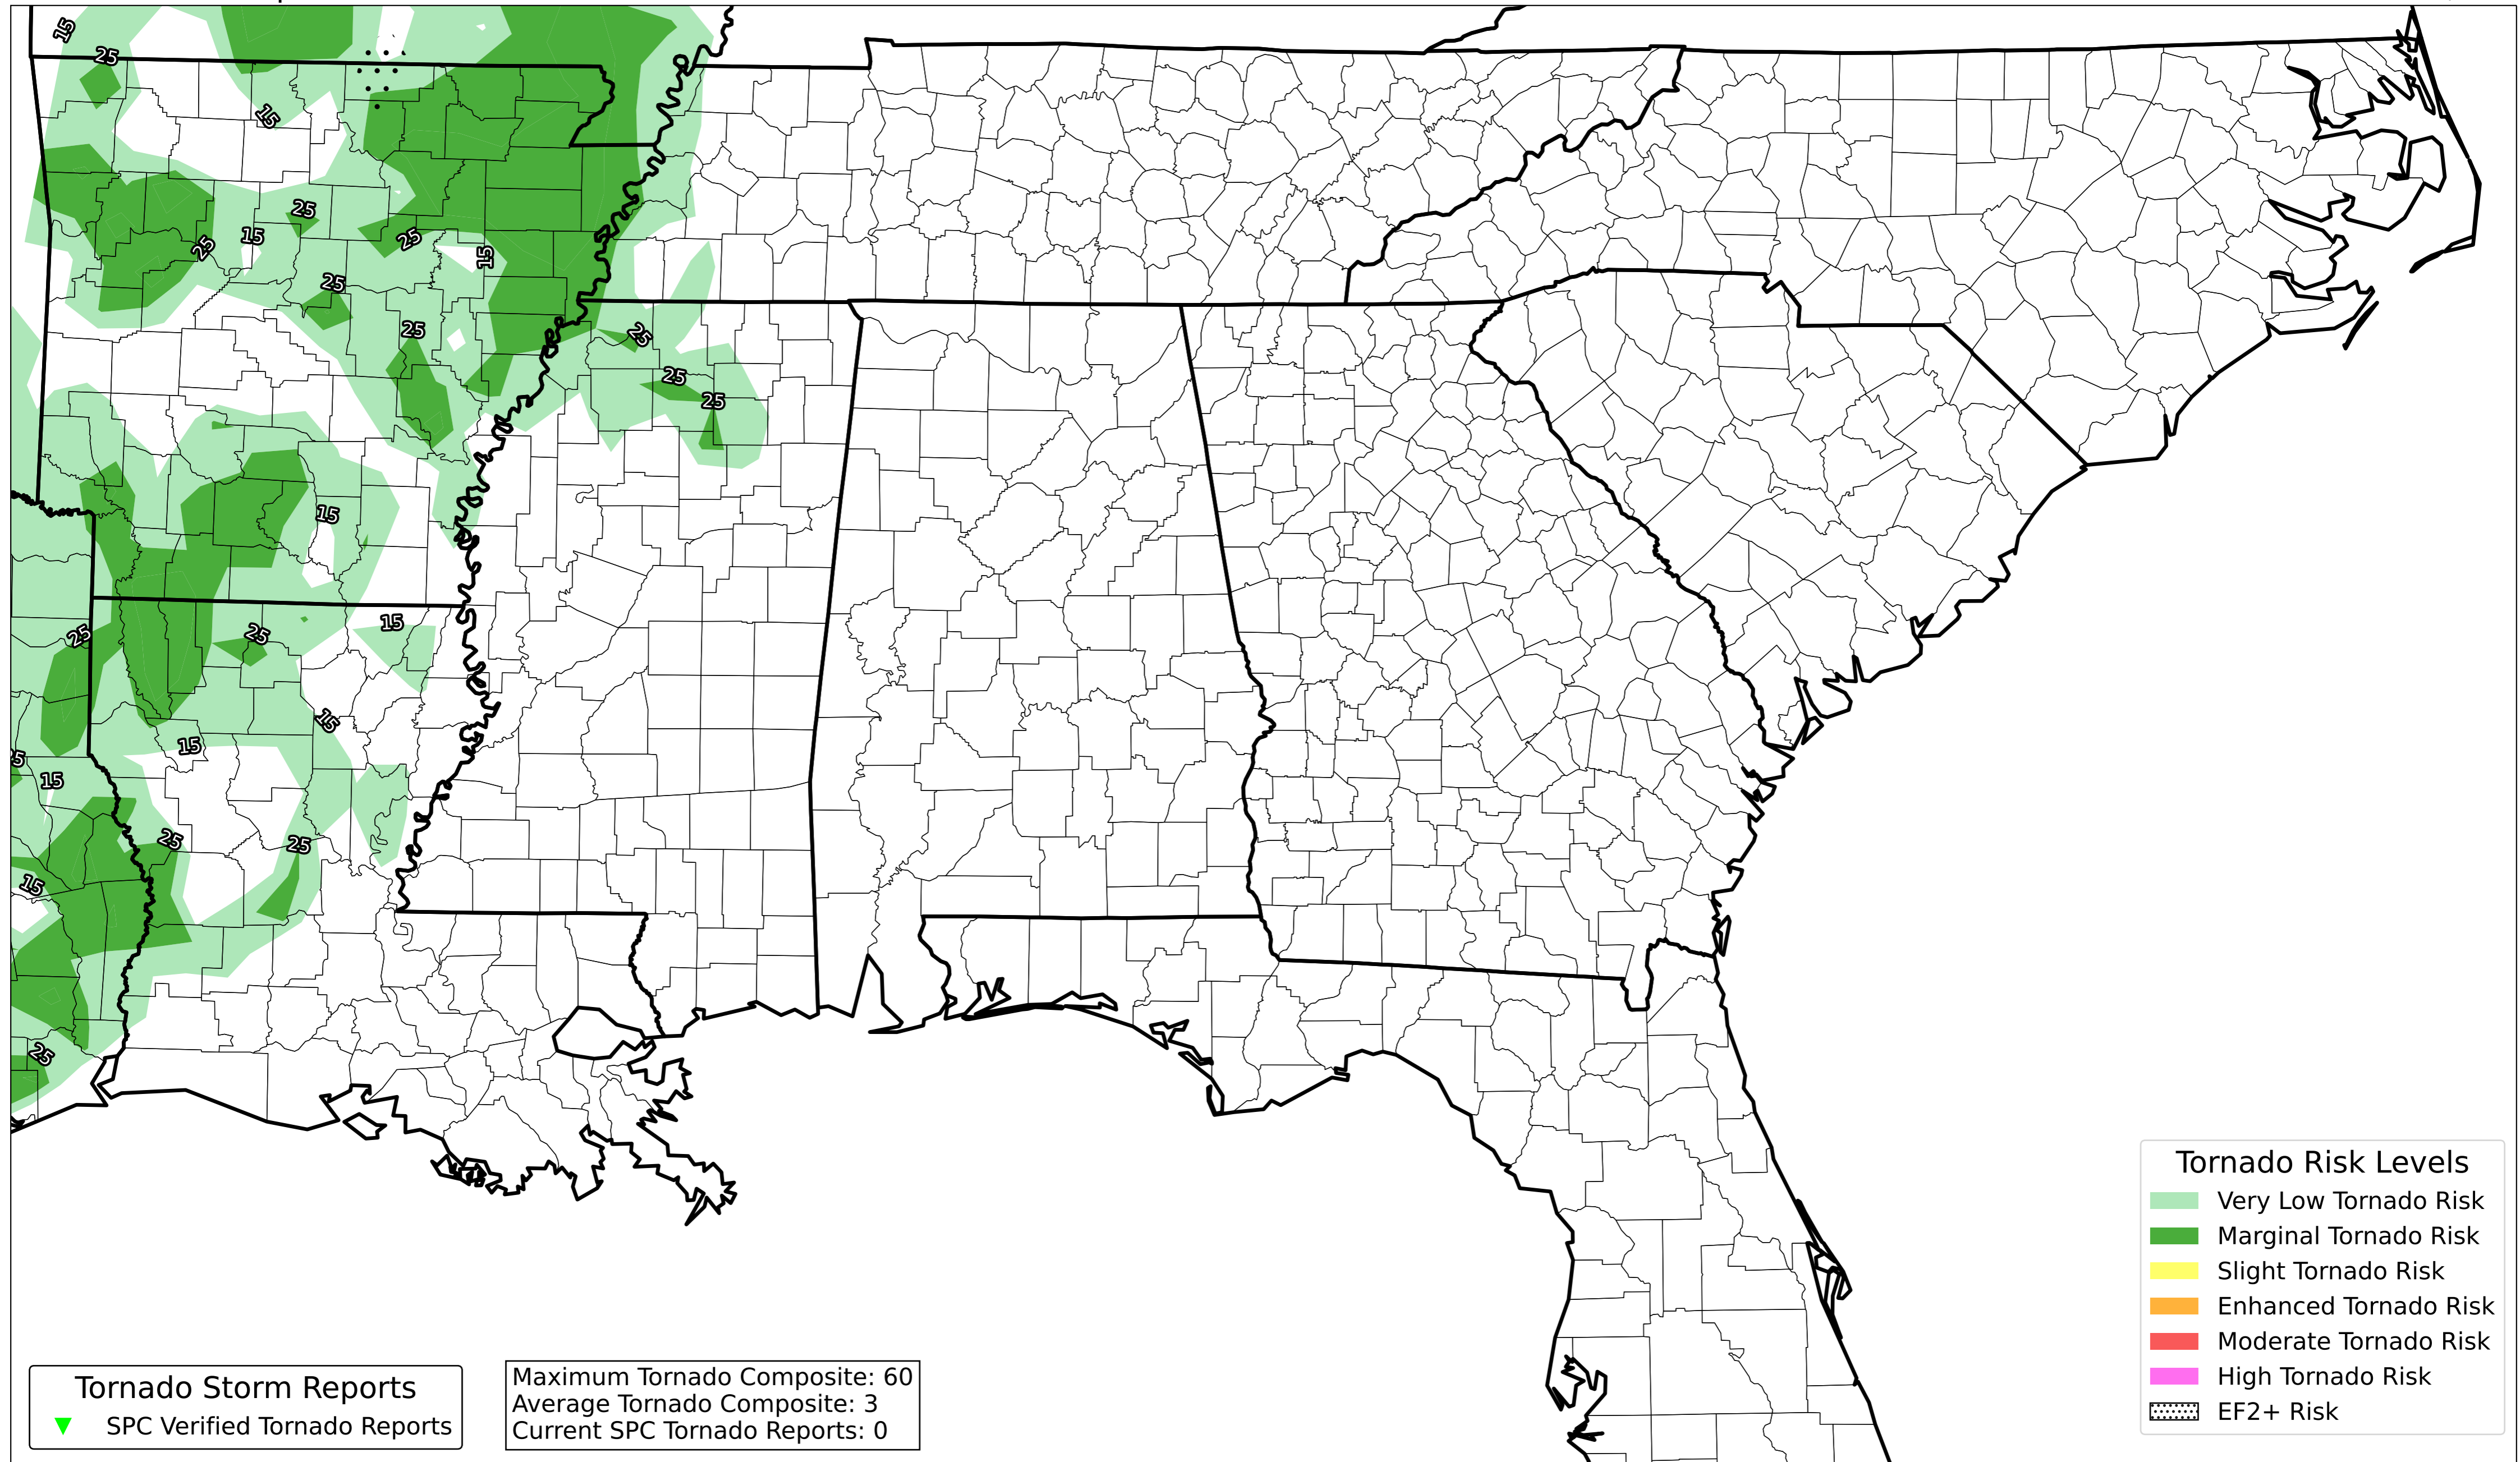 15
25
15
25
15
25
25
15
25
25
25
25
25
15
25
25
15
15
15
5
15
25
25
15
25
Tornado Risk Levels
Very Low Tornado Risk
Marginal Tornado Risk
Slight Tornado Risk
Enhanced Tornado Risk
Moderate Tornado Risk
High Tornado Risk
EF2+ Risk
Tornado Storm Reports
SPC Verified Tornado Reports
Maximum Tornado Composite: 60
Average Tornado Composite: 3
Current SPC Tornado Reports: 0